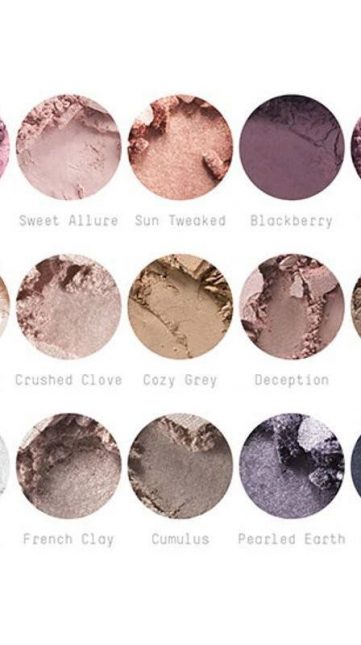 Sweet Allure Sun Tweaked Blackberry
Crushed Clove Cozy Grey Deception
French Clay Cumulus Pearled Earth